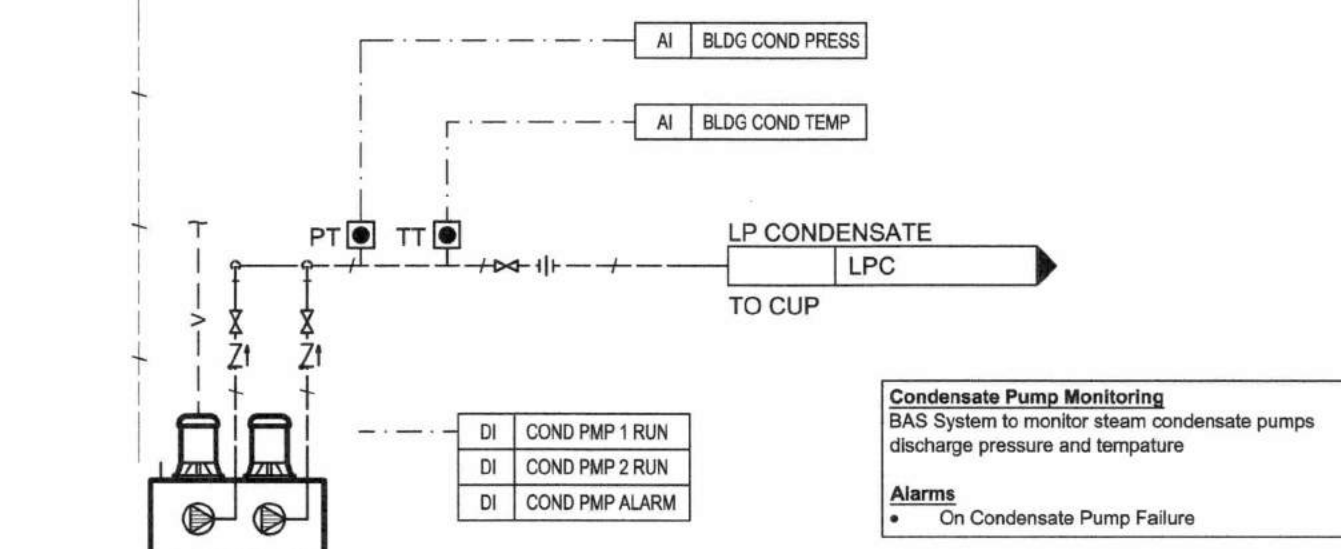 AI BLDG COND PRESS
AI BLDG COND TEMP
PT TT
LP CONDENSATE
LPC
TO CUP
V
DI COND PMP 1 RUN
DI COND PMP 2 RUN
DI COND PMP ALARM
Condensate Pump Monitoring
BAS System to monitor steam condensate pumps
discharge pressure and tempature
Alarms
• On Condensate Pump Failure